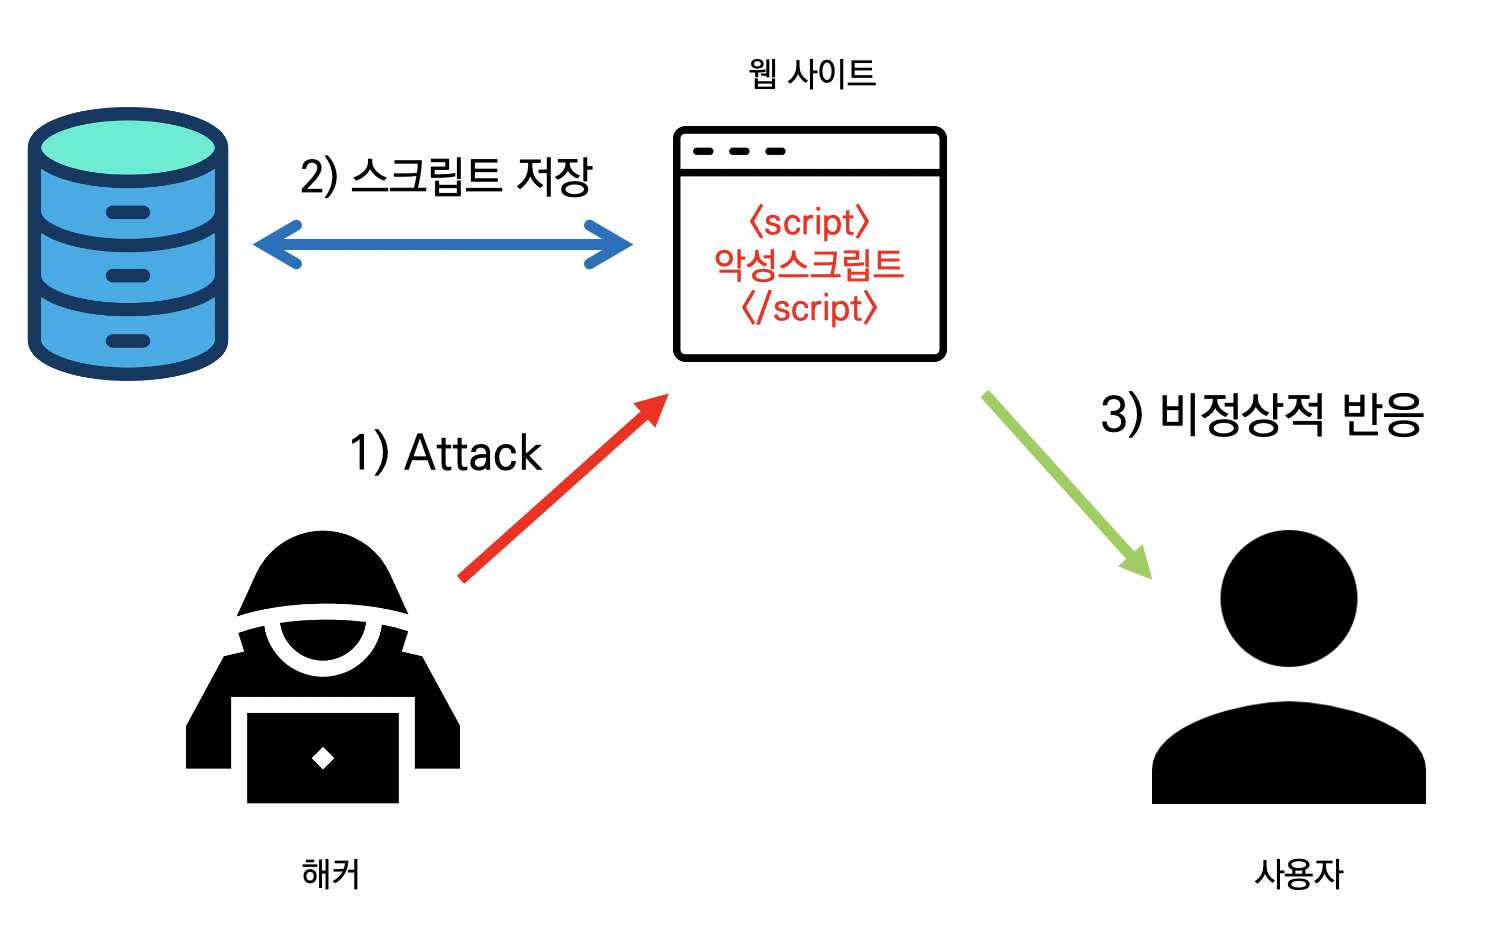 웹 사이트
2) 스크립트 저장
<script>
악성스크립트
</script>
1) Attack
3) 비정상적 반응
해커
사용자